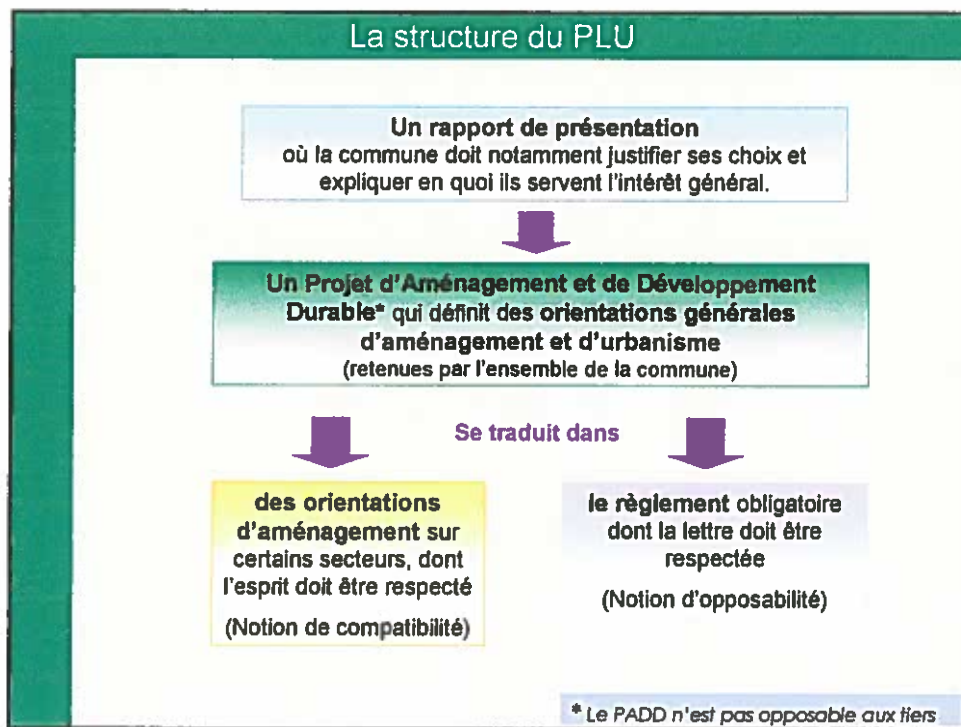 La structure du PLU
Un rapport de présentation
où la commune doit notamment justifier ses choix et
expliquer en quoi ils servent l'intérêt général.
Un Projet d'Aménagement et de Développement
Durable* qui définit des orientations générales
d'aménagement et d'urbanisme
(retenues par l'ensemble de la commune)
Se traduit dans
des orientations
d'aménagement sur
certains secteurs, dont
l'esprit doit être respecté
(Notion de compatibilité)
le règlement obligatoire
dont la lettre doit être
respectée
(Notion d'opposabilité)
* Le PADD n'est pas opposable aux tiers